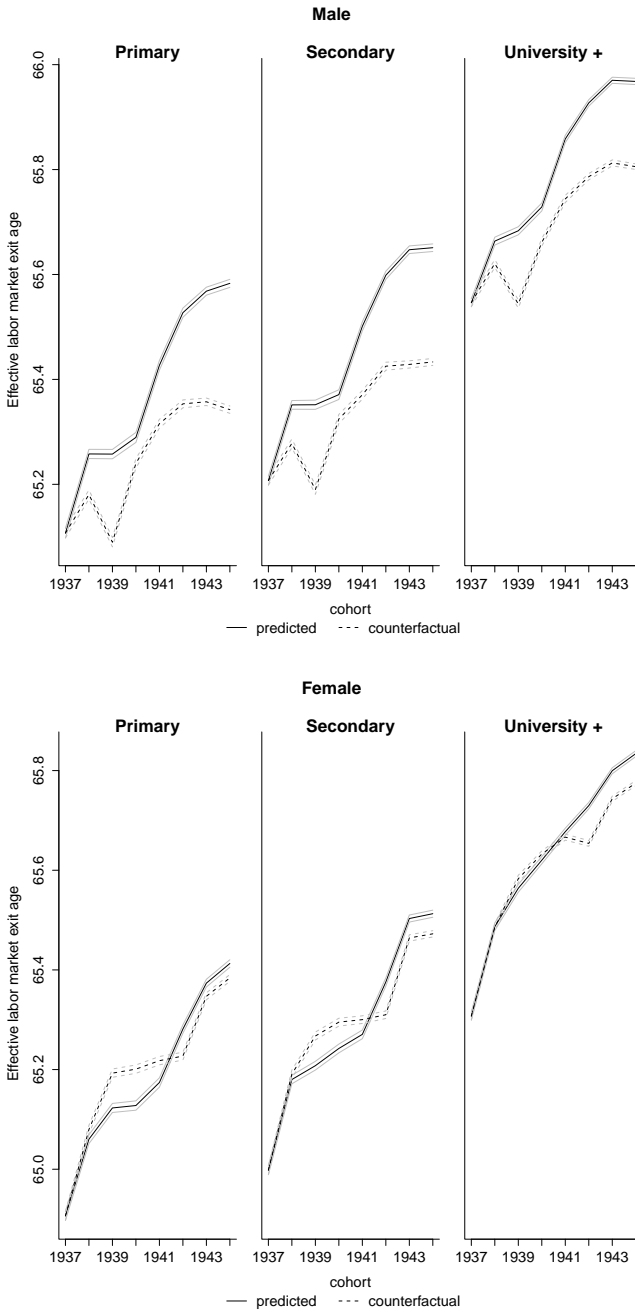 Male
Primary Secondary University +
Effective labor market exit age
66.0
65.8
65.6
65.4
65.2
1937 1939 1941 1943 1937 1939 1941 1943 1937 1939 1941 1943
cohort
predicted counterfactual
Female
Primary Secondary University +
Effective labor market exit age
65.8
65.6
65.4
65.2
65.0
1937 1939 1941 1943 1937 1939 1941 1943 1937 1939 1941 1943
cohort
predicted counterfactual